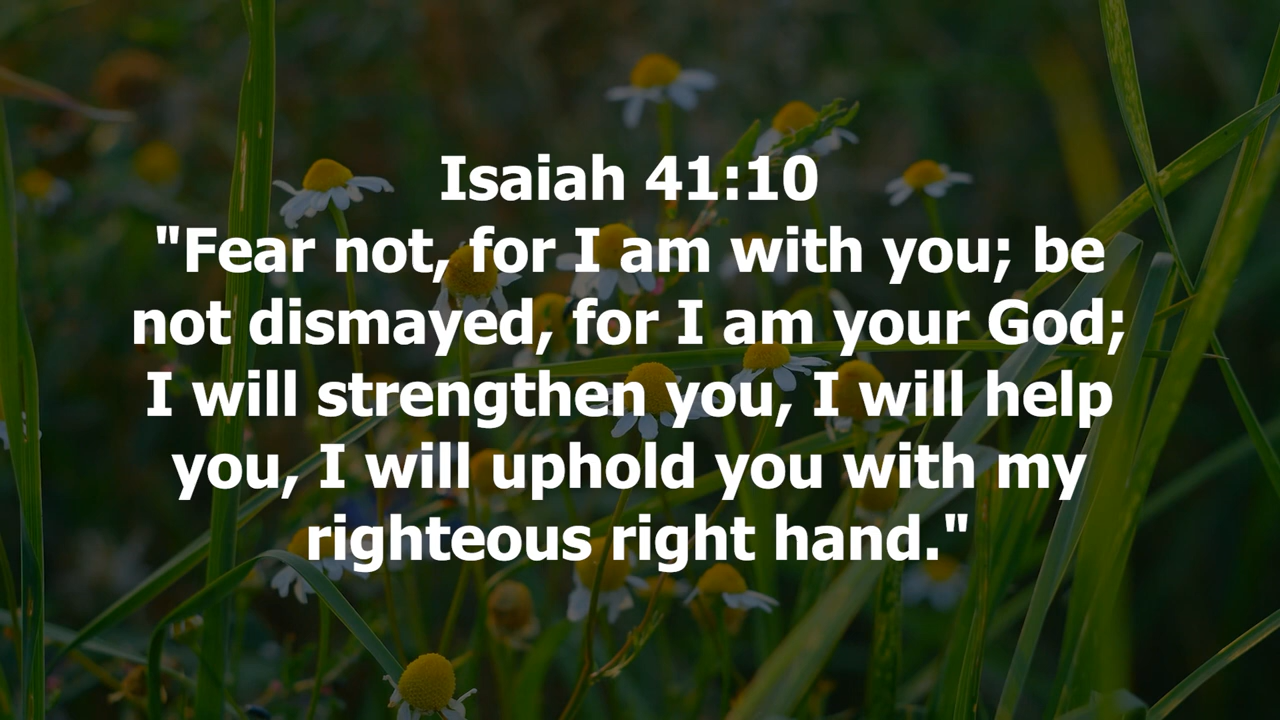 Isaiah 41:10
"Fear not, for I am with you; be
not dismayed, for I am your God;
I will strengthen you, I will help
you, I will uphold you with my
righteous right hand."